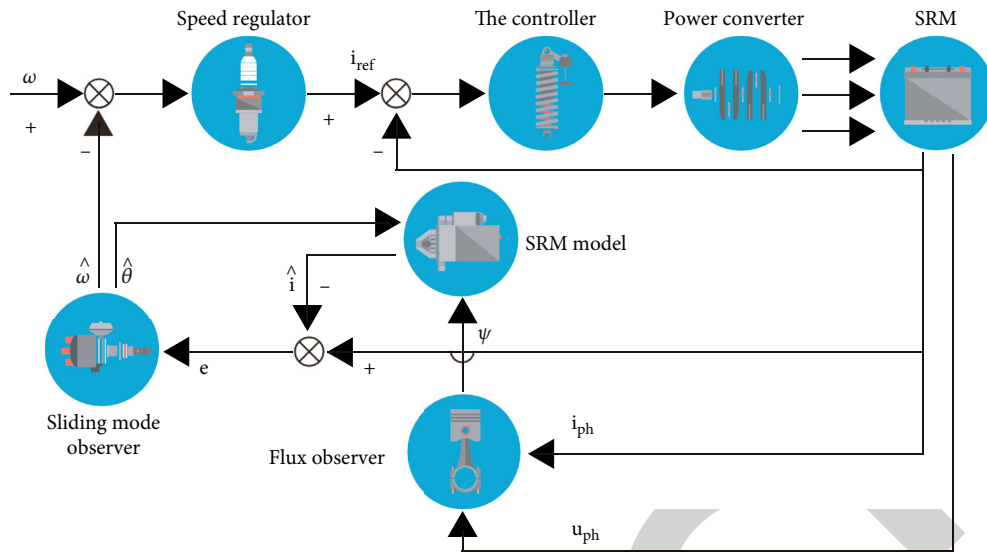 Speed regulator
The controller
Power converter
SRM
ω
i_ref
+
+
−
−
SRM model
ω̂
θ̂
î
−
ψ
e
+
Sliding mode
observer
i_ph
Flux observer
u_ph